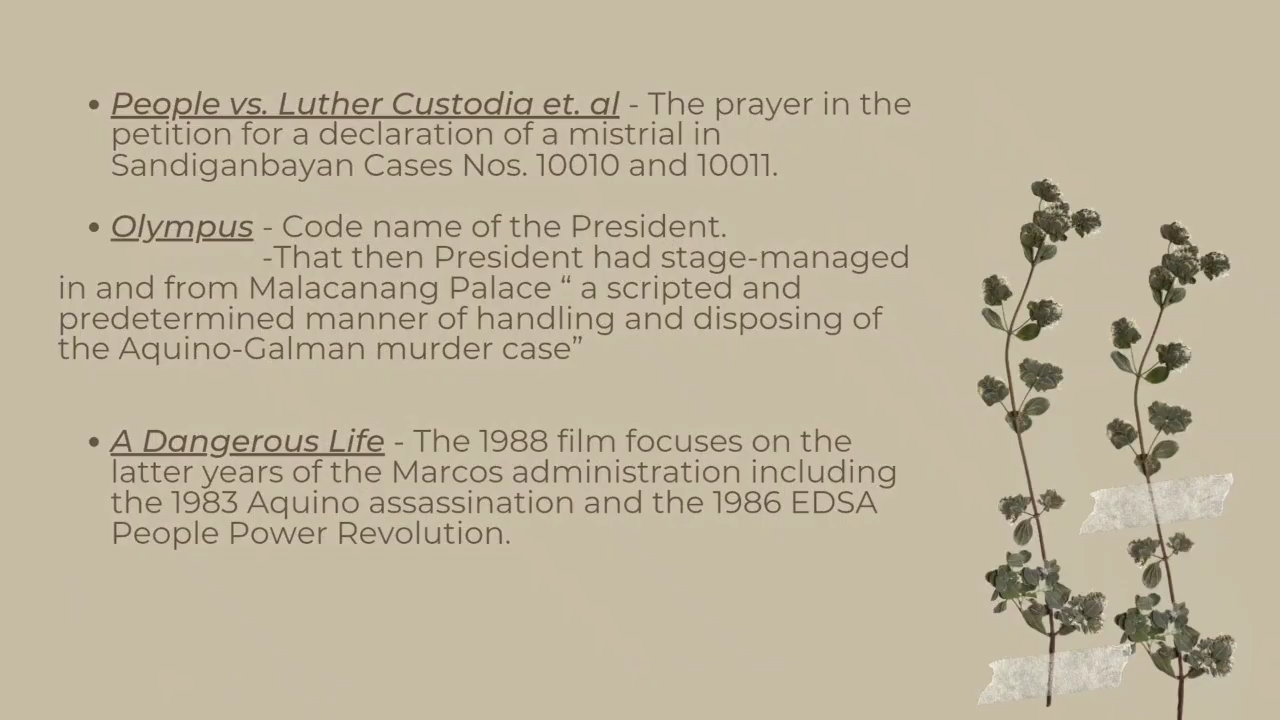 • People vs. Luther Custodia et. al - The prayer in the
petition for a declaration of a mistrial in
Sandiganbayan Cases Nos. 10010 and 10011.
• Olympus - Code name of the President.
-That then President had stage-managed
in and from Malacanang Palace “ a scripted and
predetermined manner of handling and disposing of
the Aquino-Galman murder case”
• A Dangerous Life - The 1988 film focuses on the
latter years of the Marcos administration including
the 1983 Aquino assassination and the 1986 EDSA
People Power Revolution.